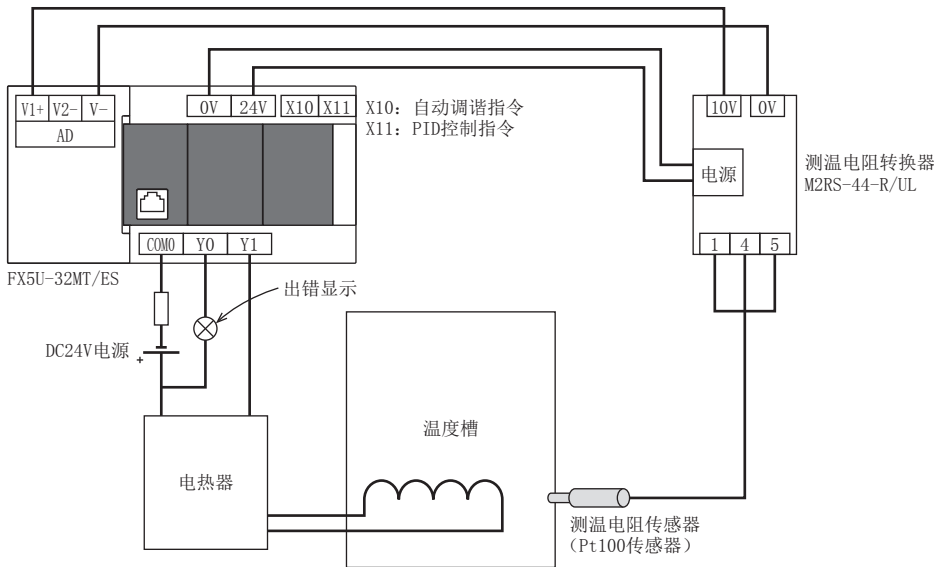 V1+ V2- V-
AD
0V 24V X10 X11
X10: 自动调谐指令
X11: PID控制指令
10V 0V
电源
测温电阻转换器
M2RS-44-R/UL
1 4 5
COM0 Y0 Y1
FX5U-32MT/ES
出错显示
DC24V电源
+
电热器
温度槽
测温电阻传感器
(Pt100传感器)